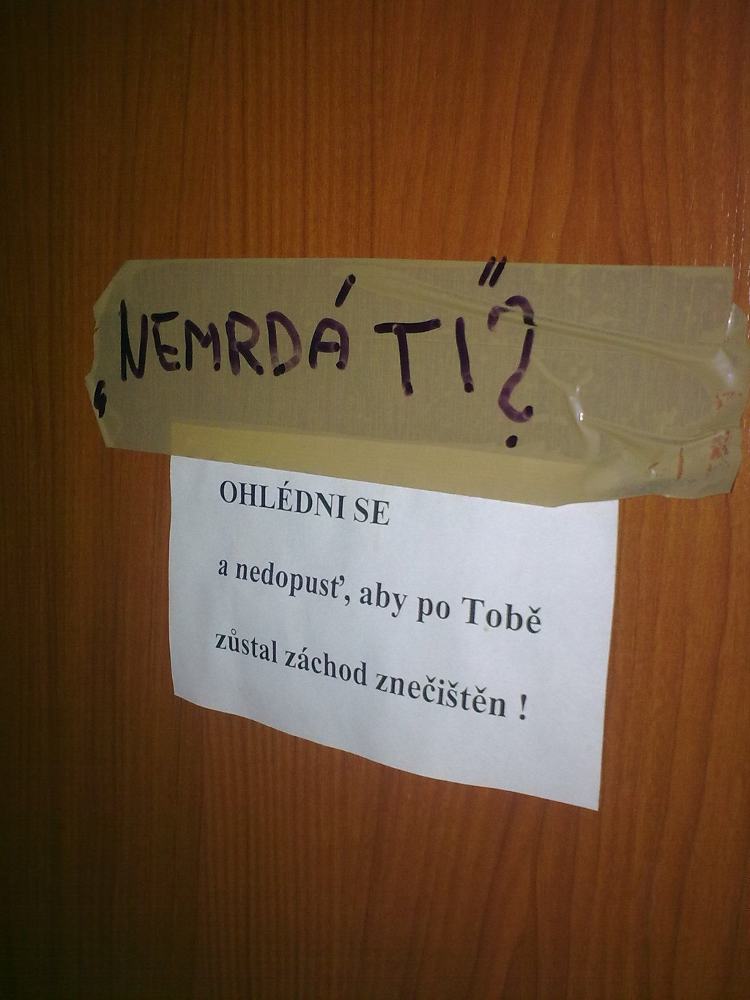 „NEMRDÁ TI"?
OHLÉDNI SE
a nedopusť, aby po Tobě
zůstal záchod znečištěn !